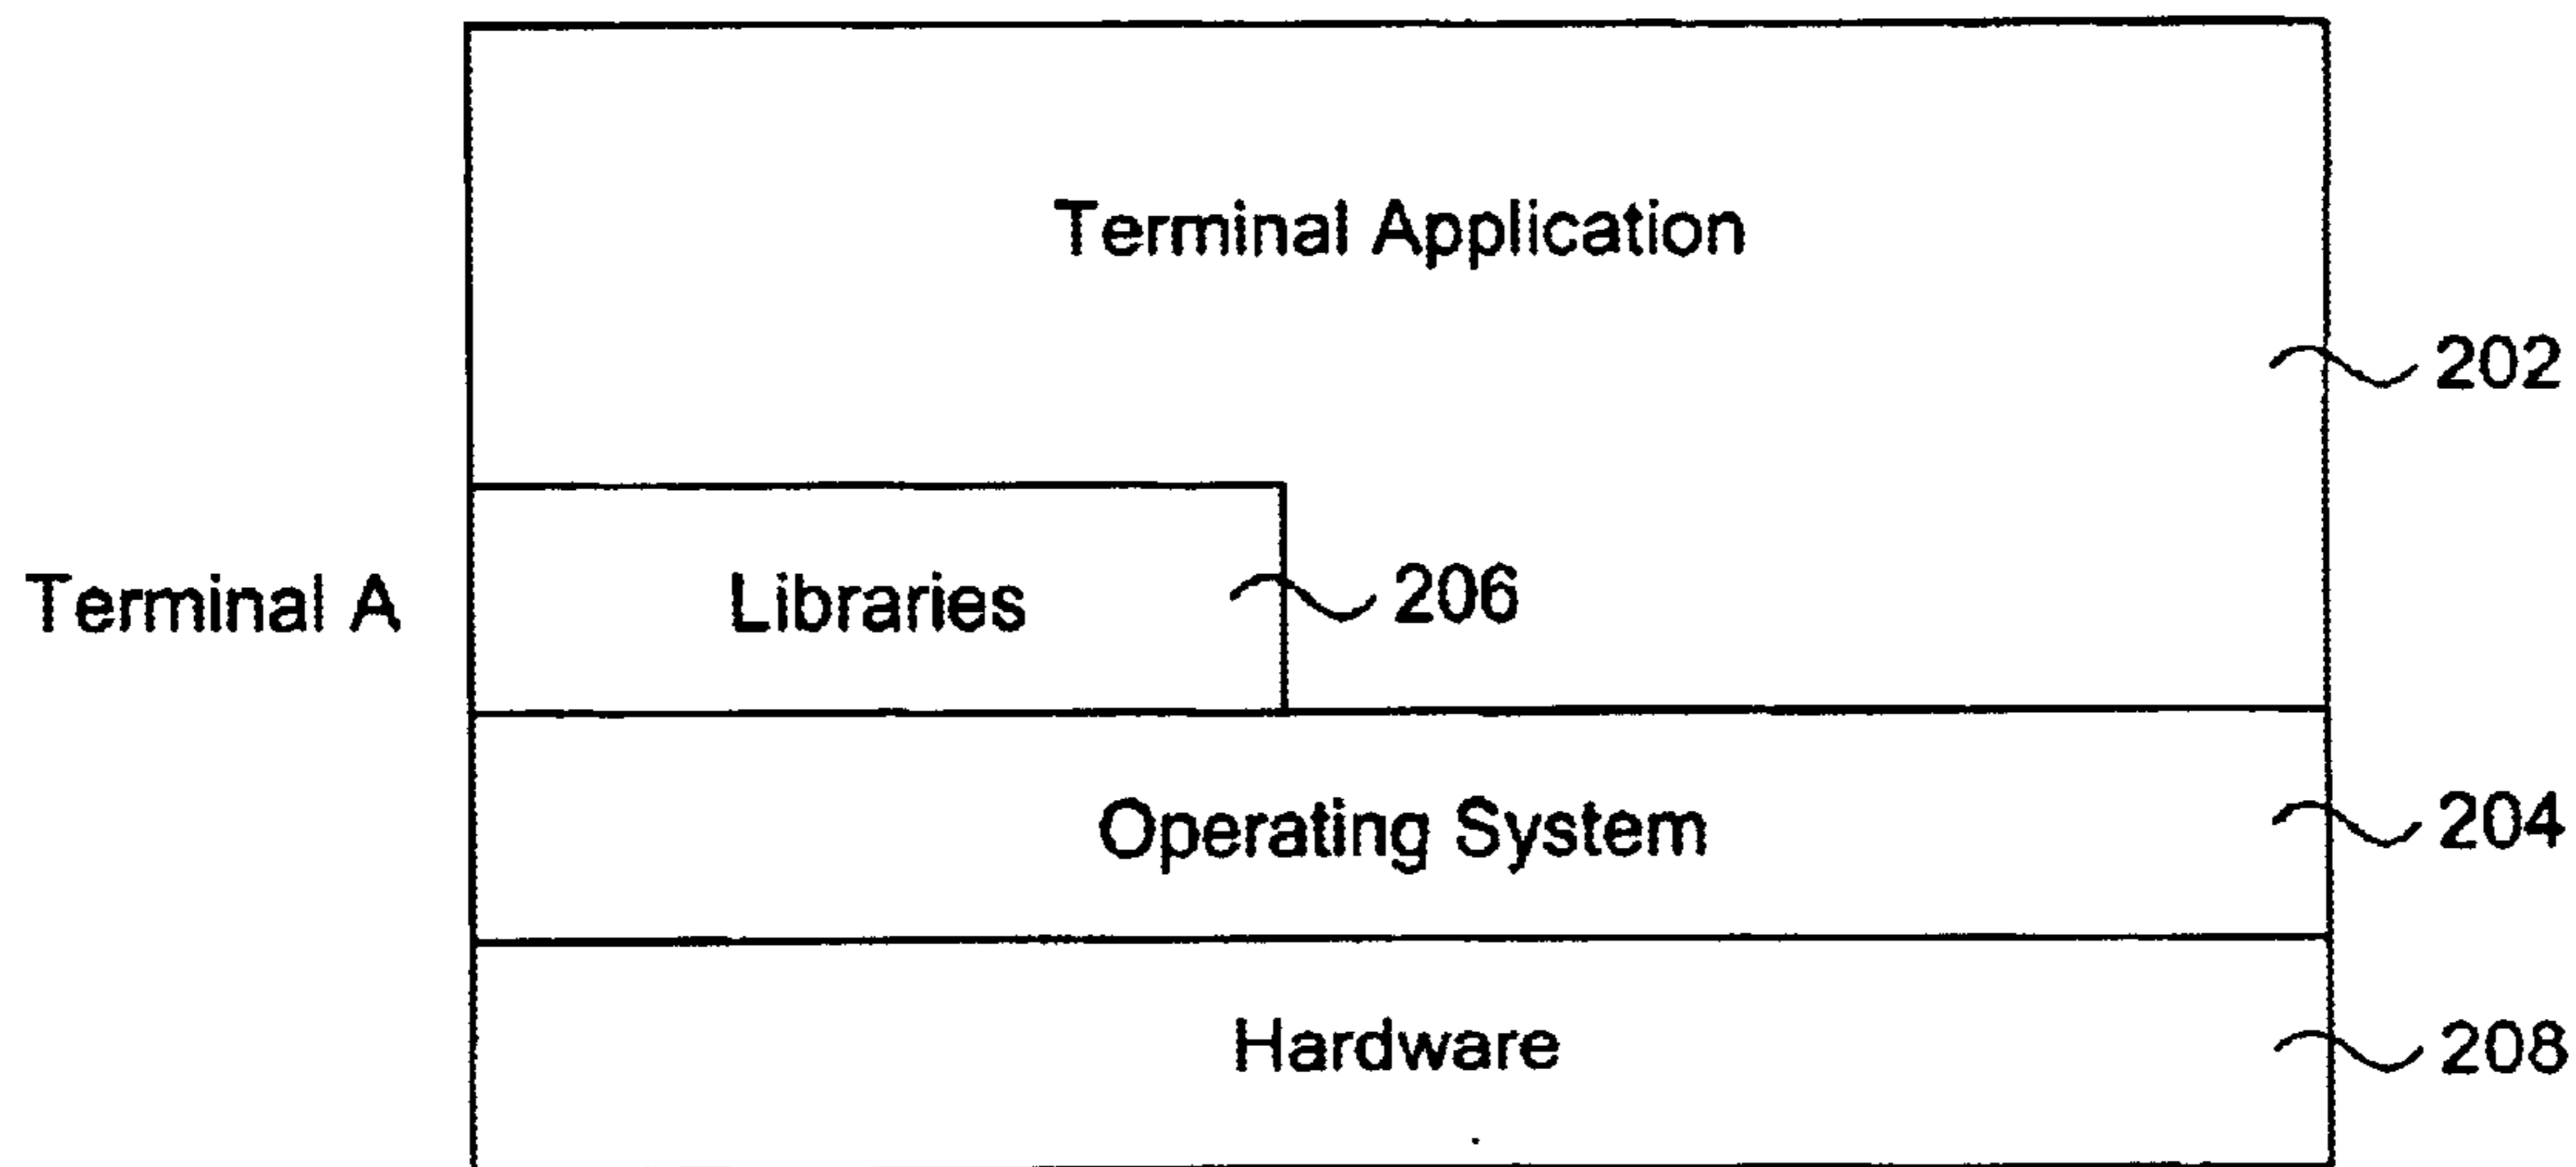 Terminal Application
202
Terminal A
Libraries
206
Operating System
204
Hardware
208